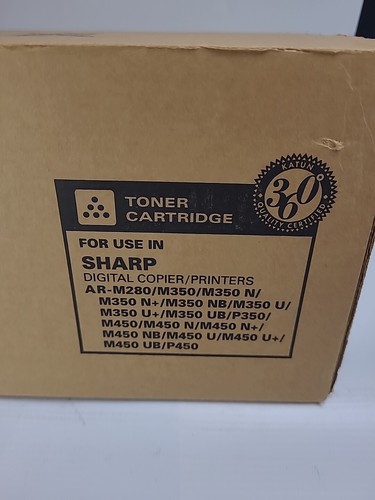 TONER
CARTRIDGE
KATUN
360°
QUALITY CERTIFIED
FOR USE IN
SHARP
DIGITAL COPIER/PRINTERS
AR-M280/M350/M350 N/
M350 N+/M350 NB/M350 U/
M350 U+/M350 UB/P350/
M450/M450 N/M450 N+/
M450 NB/M450 U/M450 U+/
M450 UB/P450